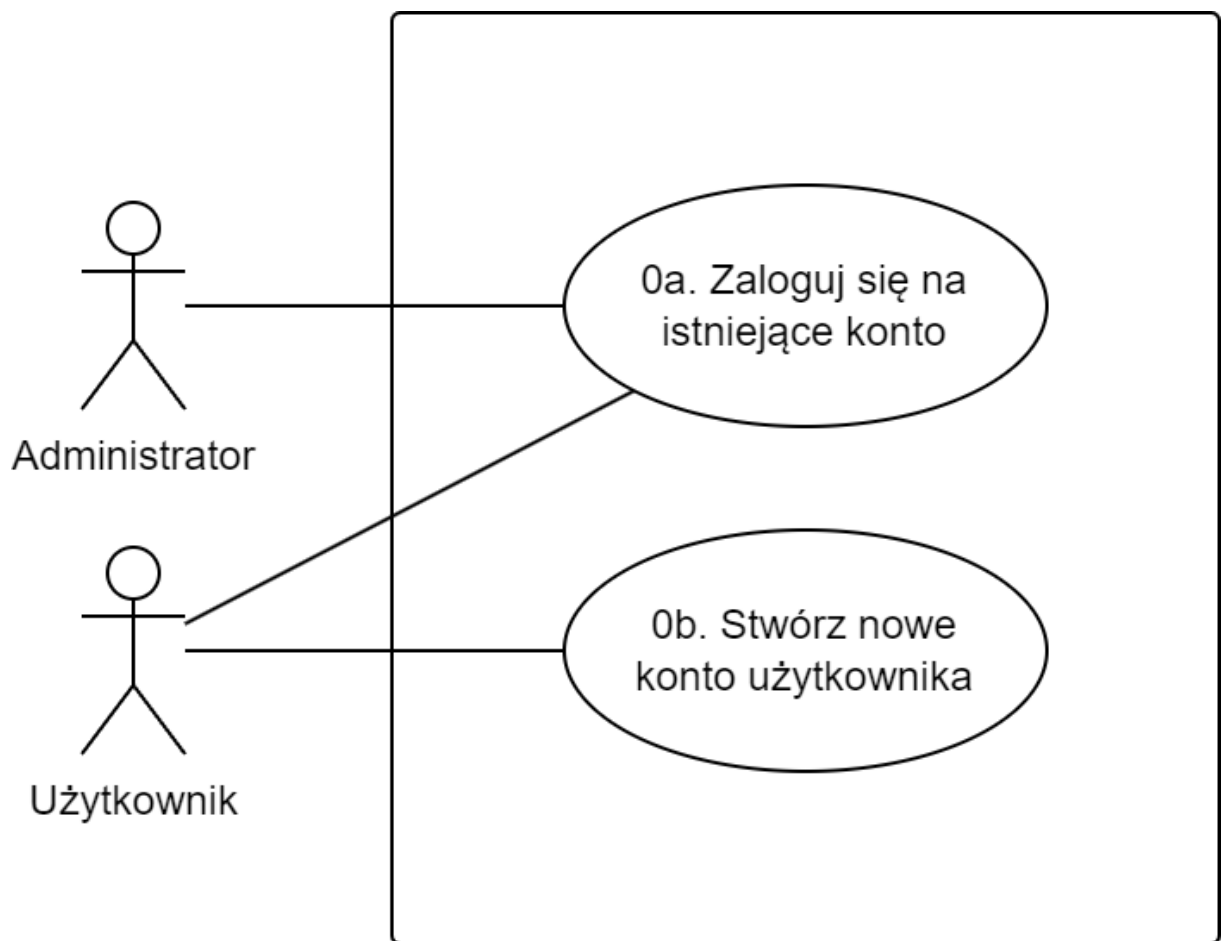 0a. Zaloguj się na
istniejące konto
Administrator
0b. Stwórz nowe
konto użytkownika
Użytkownik